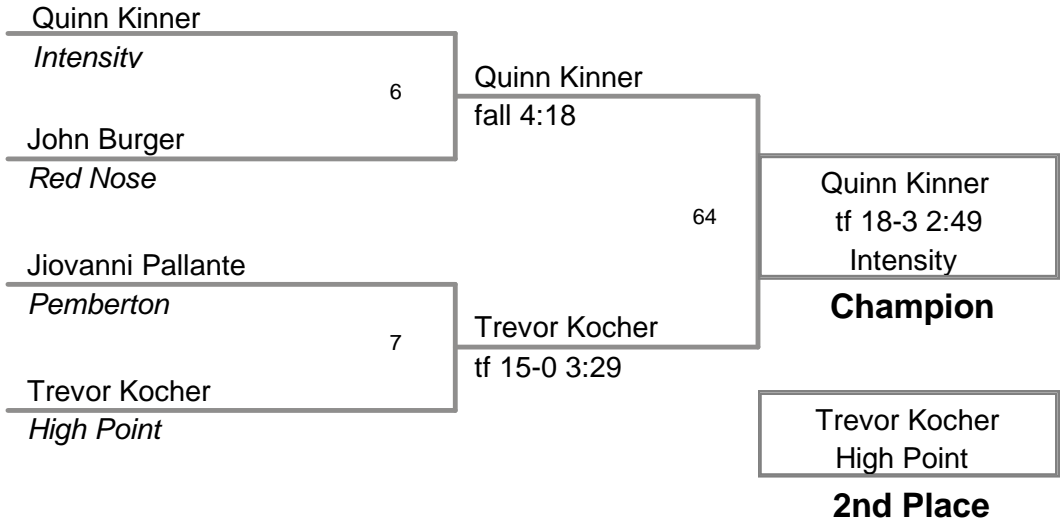 Quinn Kinner
Intensity
6
John Burger
Red Nose
Quinn Kinner
fall 4:18
Jiovanni Pallante
Pemberton
7
Trevor Kocher
High Point
Trevor Kocher
tf 15-0 3:29
64
Quinn Kinner
tf 18-3 2:49
Intensity
Champion
Trevor Kocher
High Point
2nd Place